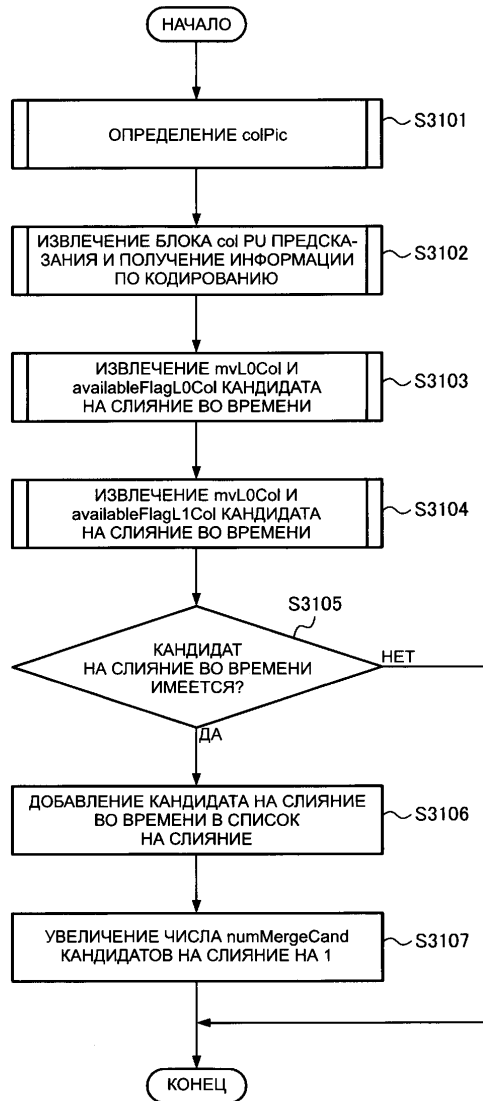 НАЧАЛО
ОПРЕДЕЛЕНИЕ colPic
S3101
ИЗВЛЕЧЕНИЕ БЛОКА col PU ПРЕДСКА-
ЗАНИЯ И ПОЛУЧЕНИЕ ИНФОРМАЦИИ
ПО КОДИРОВАНИЮ
S3102
ИЗВЛЕЧЕНИЕ mvL0Col И
availableFlagL0Col КАНДИДАТА
НА СЛИЯНИЕ ВО ВРЕМЕНИ
S3103
ИЗВЛЕЧЕНИЕ mvL0Col И
availableFlagL1Col КАНДИДАТА
НА СЛИЯНИЕ ВО ВРЕМЕНИ
S3104
S3105
КАНДИДАТ
НА СЛИЯНИЕ ВО ВРЕМЕНИ
ИМЕЕТСЯ?
НЕТ
ДА
ДОБАВЛЕНИЕ КАНДИДАТА НА СЛИЯНИЕ
ВО ВРЕМЕНИ В СПИСОК
НА СЛИЯНИЕ
S3106
УВЕЛИЧЕНИЕ ЧИСЛА numMergeCand
КАНДИДАТОВ НА СЛИЯНИЕ НА 1
S3107
КОНЕЦ